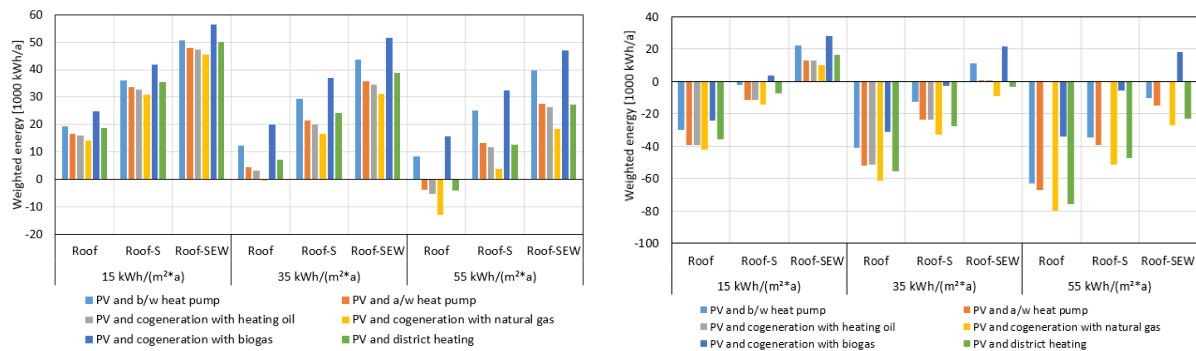 Weighted energy [1000 kWh/a]
60
50
40
30
20
10
0
-10
-20
Roof Roof-S Roof-SEW Roof Roof-S Roof-SEW Roof Roof-S Roof-SEW
15 kWh/(m²*a) 35 kWh/(m²*a) 55 kWh/(m²*a)
PV and b/w heat pump PV and a/w heat pump
PV and cogeneration with heating oil PV and cogeneration with natural gas
PV and cogeneration with biogas PV and district heating
Weighted energy [1000 kWh/a]
40
20
0
-20
-40
-60
-80
-100
Roof Roof-S Roof-SEW Roof Roof-S Roof-SEW Roof Roof-S Roof-SEW
15 kWh/(m²*a) 35 kWh/(m²*a) 55 kWh/(m²*a)
PV and b/w heat pump PV and a/w heat pump
PV and cogeneration with heating oil PV and cogeneration with natural gas
PV and cogeneration with biogas PV and district heating